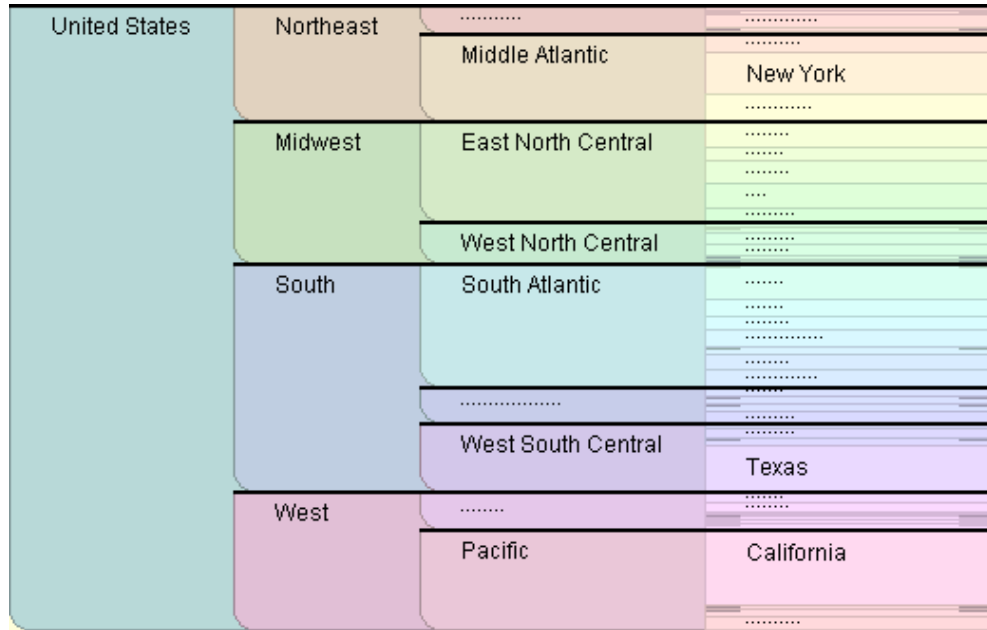 United States
Northeast
Middle Atlantic
New York
Midwest
East North Central
West North Central
South
South Atlantic
West South Central
Texas
West
Pacific
California